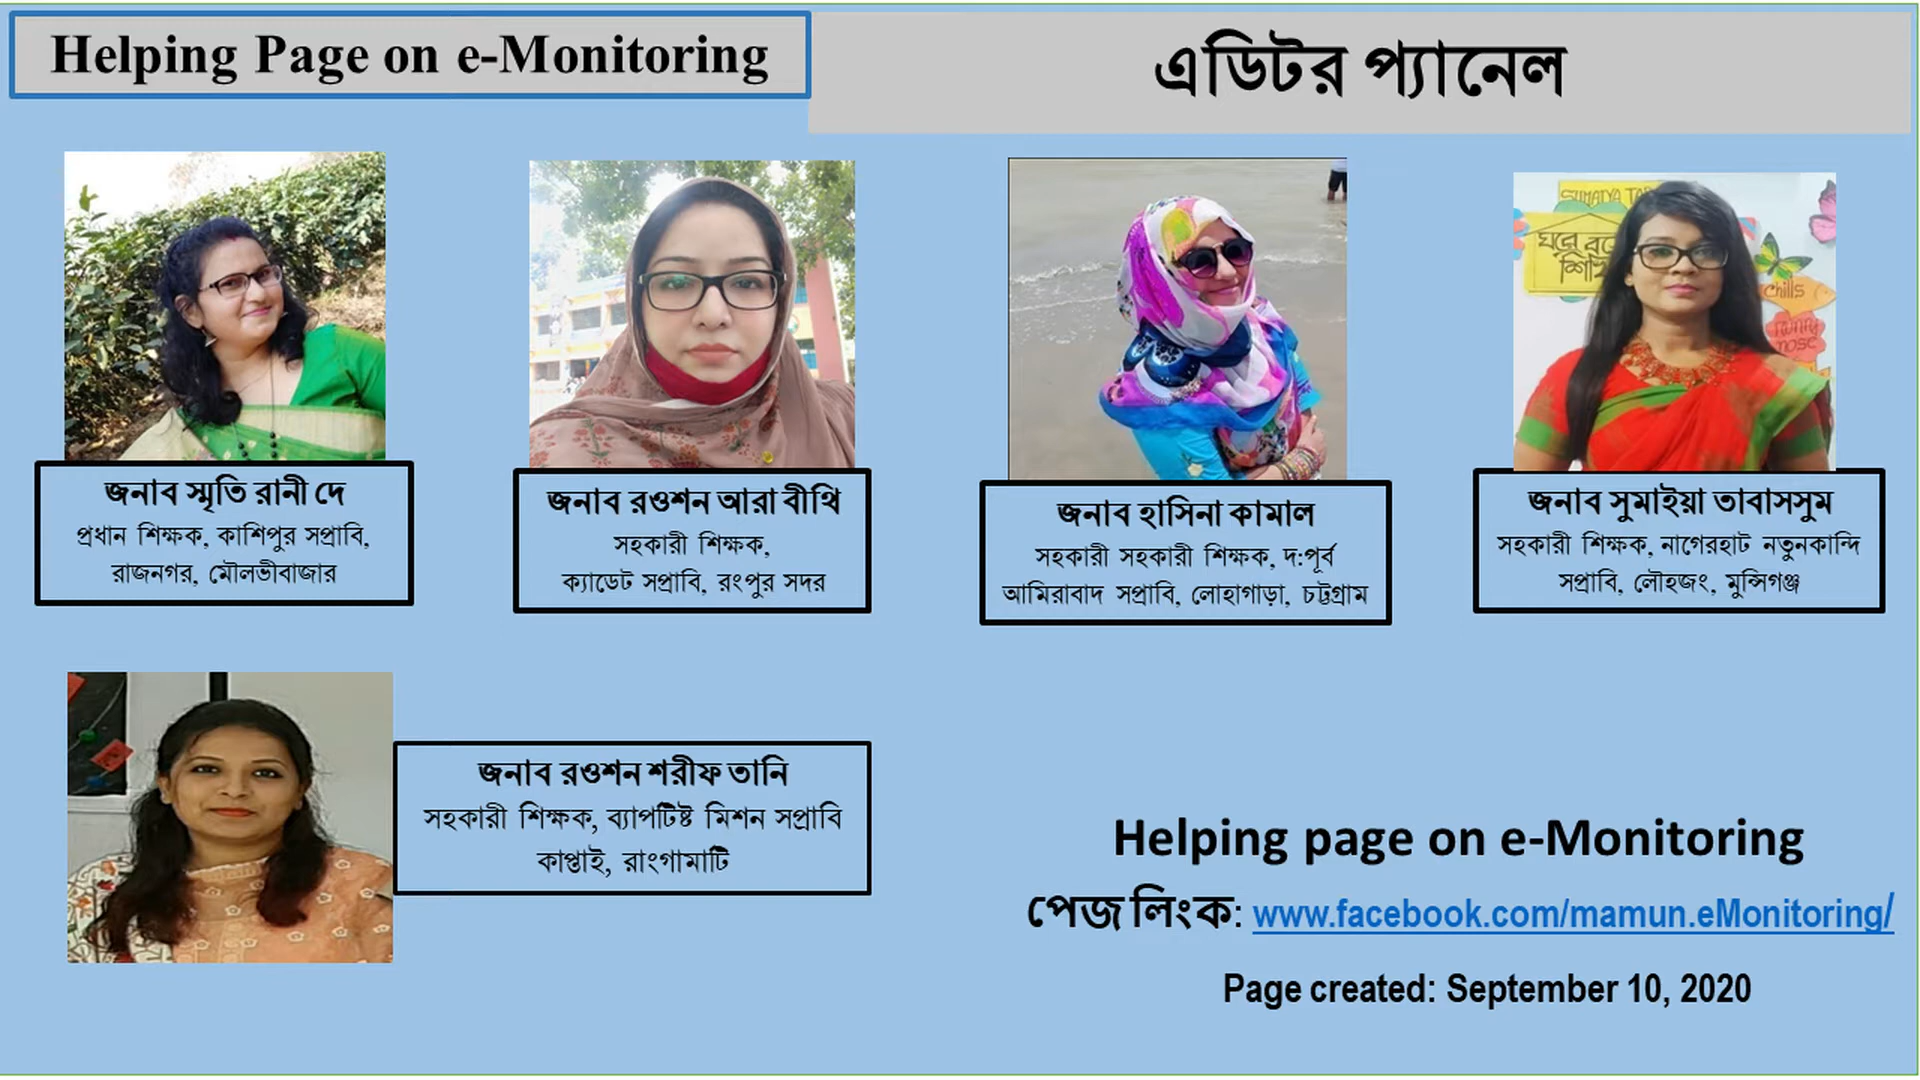 Helping Page on e-Monitoring
এডিটর প্যানেল
জনাব স্মৃতি রানী দে
প্রধান শিক্ষক, কাশিপুর সপ্রাবি,
রাজনগর, মৌলভীবাজার
জনাব রওশন আরা বীথি
সহকারী শিক্ষক,
ক্যাডেট সপ্রাবি, রংপুর সদর
জনাব হাসিনা কামাল
সহকারী সহকারী শিক্ষক, দ:পূর্ব
আমিরাবাদ সপ্রাবি, লোহাগাড়া, চট্টগ্রাম
ঘরে
শিখি
Chills
nose
জনাব সুমাইয়া তাবাসসুম
সহকারী শিক্ষক, নাগেরহাট নতুনকান্দি
সপ্রাবি, লৌহজং, মুন্সিগঞ্জ
জনাব রওশন শরীফ তানি
সহকারী শিক্ষক, ব্যাপটিষ্ট মিশন সপ্রাবি
কাপ্তাই, রাংগামাটি
Helping page on e-Monitoring
পেজ লিংক: www.facebook.com/mamun.eMonitoring/
Page created: September 10, 2020